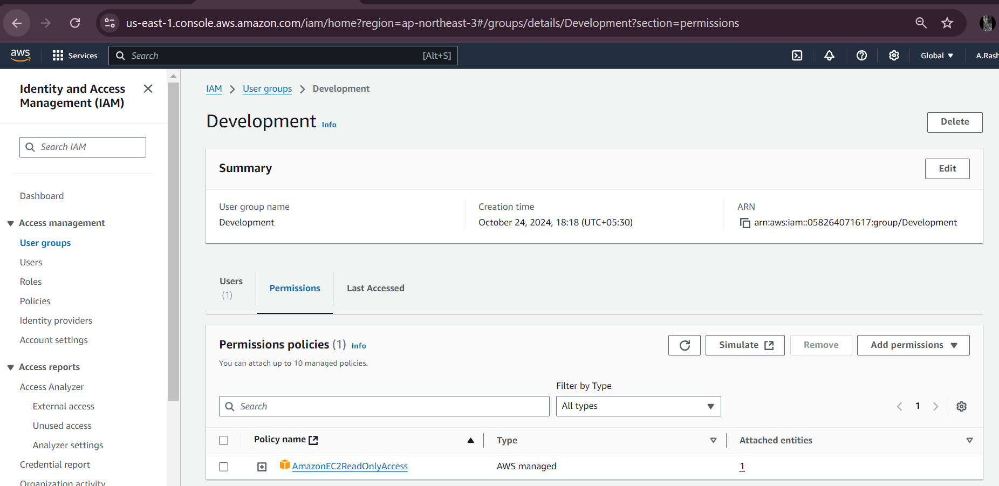 us-east-1.console.aws.amazon.com/iam/home?region=ap-northeast-3#/groups/details/Development?section=permissions
aws Services Search [Alt+S] Global A.Rash
Identity and Access
Management (IAM)
Search IAM
Dashboard
Access management
User groups
Users
Roles
Policies
Identity providers
Account settings
Access reports
Access Analyzer
External access
Unused access
Analyzer settings
Credential report
Organization activity
IAM User groups Development
Development Info
Delete
Summary
Edit
User group name
Development
Creation time
October 24, 2024, 18:18 (UTC+05:30)
ARN
arn:aws:iam::058264071617:group/Development
Users
(1)
Permissions
Last Accessed
Permissions policies (1) Info
You can attach up to 10 managed policies.
Simulate
Remove
Add permissions
Filter by Type
Search
All types
1
Policy name Type Attached entities
AmazonEC2ReadOnlyAccess AWS managed 1